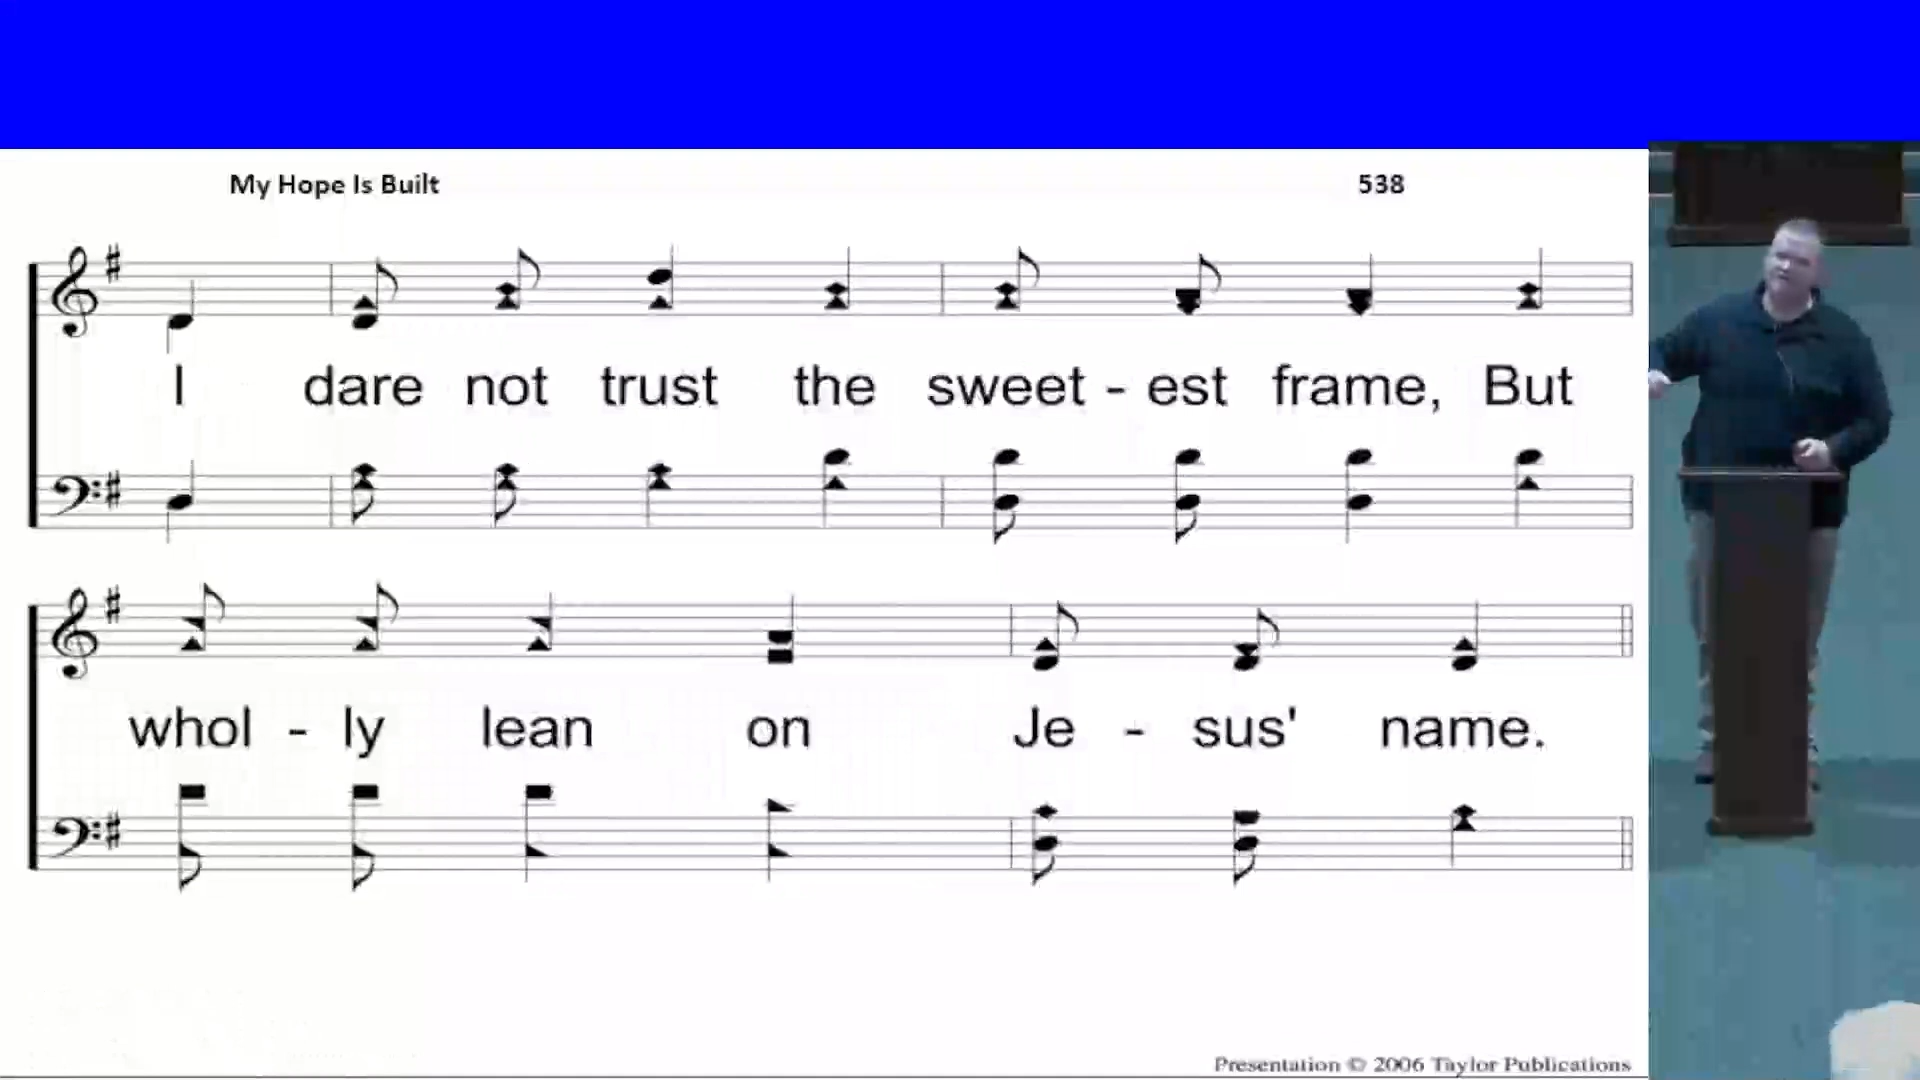 My Hope Is Built 538
I dare not trust the sweet - est frame, But
whol - ly lean on Je - sus' name.
Presentation © 2006 Taylor Publications